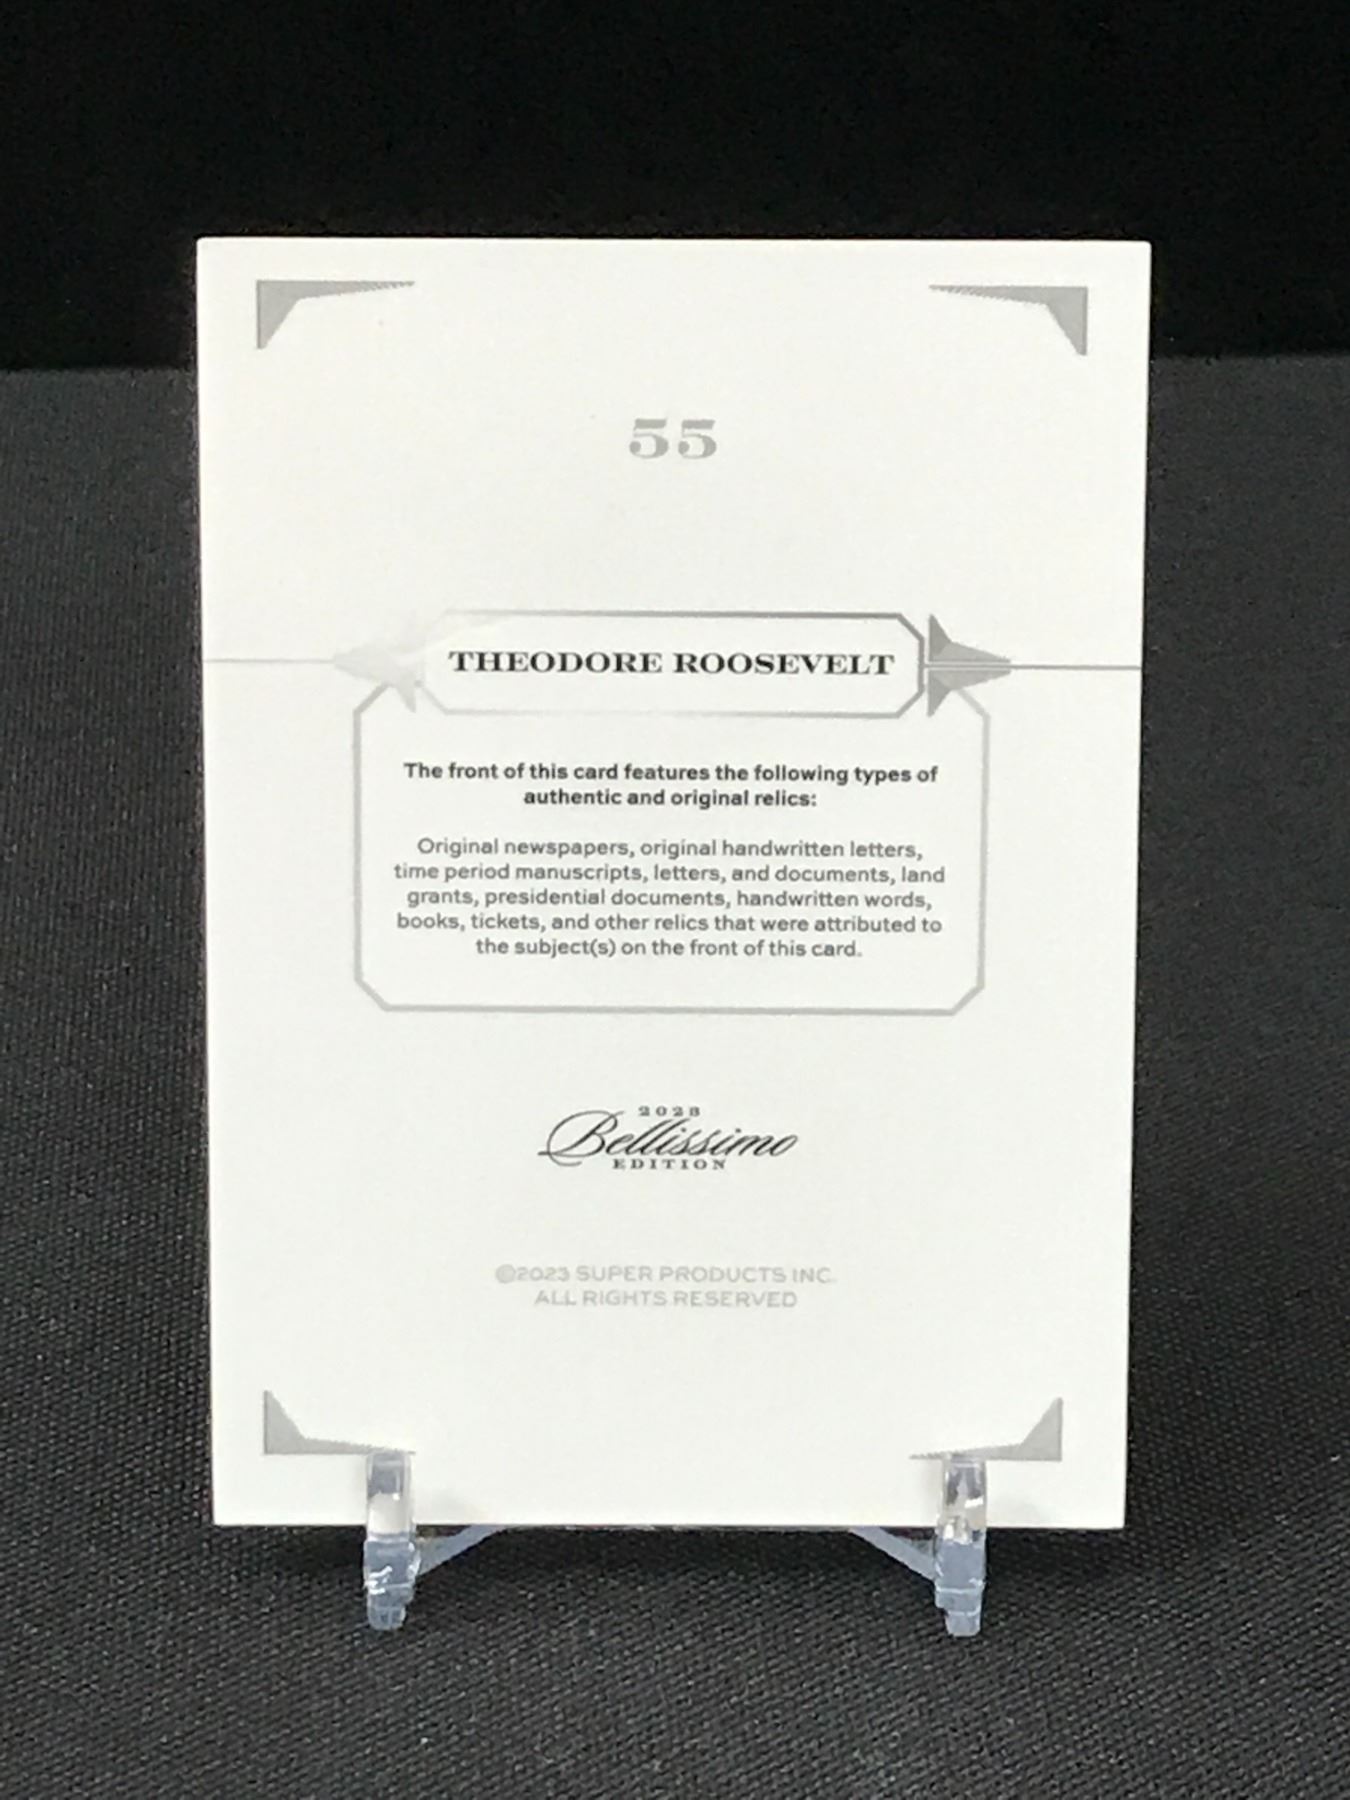 55
THEODORE ROOSEVELT
The front of this card features the following types of
authentic and original relics:
Original newspapers, original handwritten letters,
time period manuscripts, letters, and documents, land
grants, presidential documents, handwritten words,
books, tickets, and other relics that were attributed to
the subject(s) on the front of this card.
2023
Bellissimo
EDITION
©2023 SUPER PRODUCTS INC.
ALL RIGHTS RESERVED